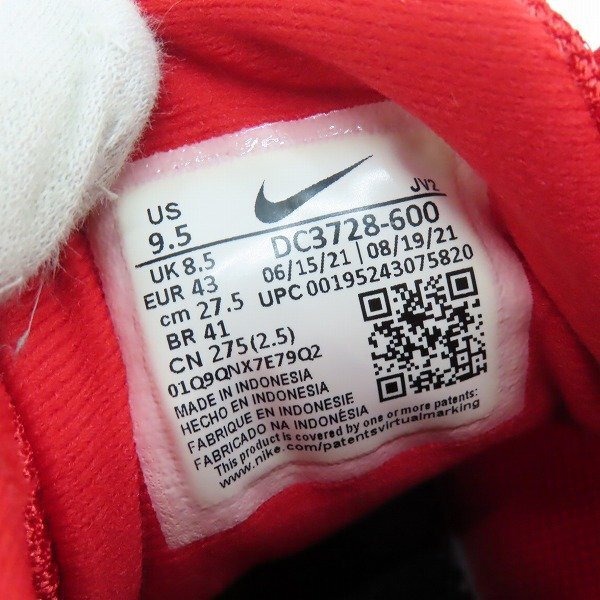 JV2
US
9.5
DC3728-600
UK 8.5
06/15/21 | 08/19/21
EUR 43
UPC 00195243075820
cm 27.5
BR 41
CN 275(2.5)
01Q9QNX7E79Q2
MADE IN INDONESIA
HECHO EN INDONESIA
FABRIQUE EN INDONESIE
FABRICADO NA INDONÉSIA
This product is covered by one or more patents:
www.nike.com/patentsvirtualmarking